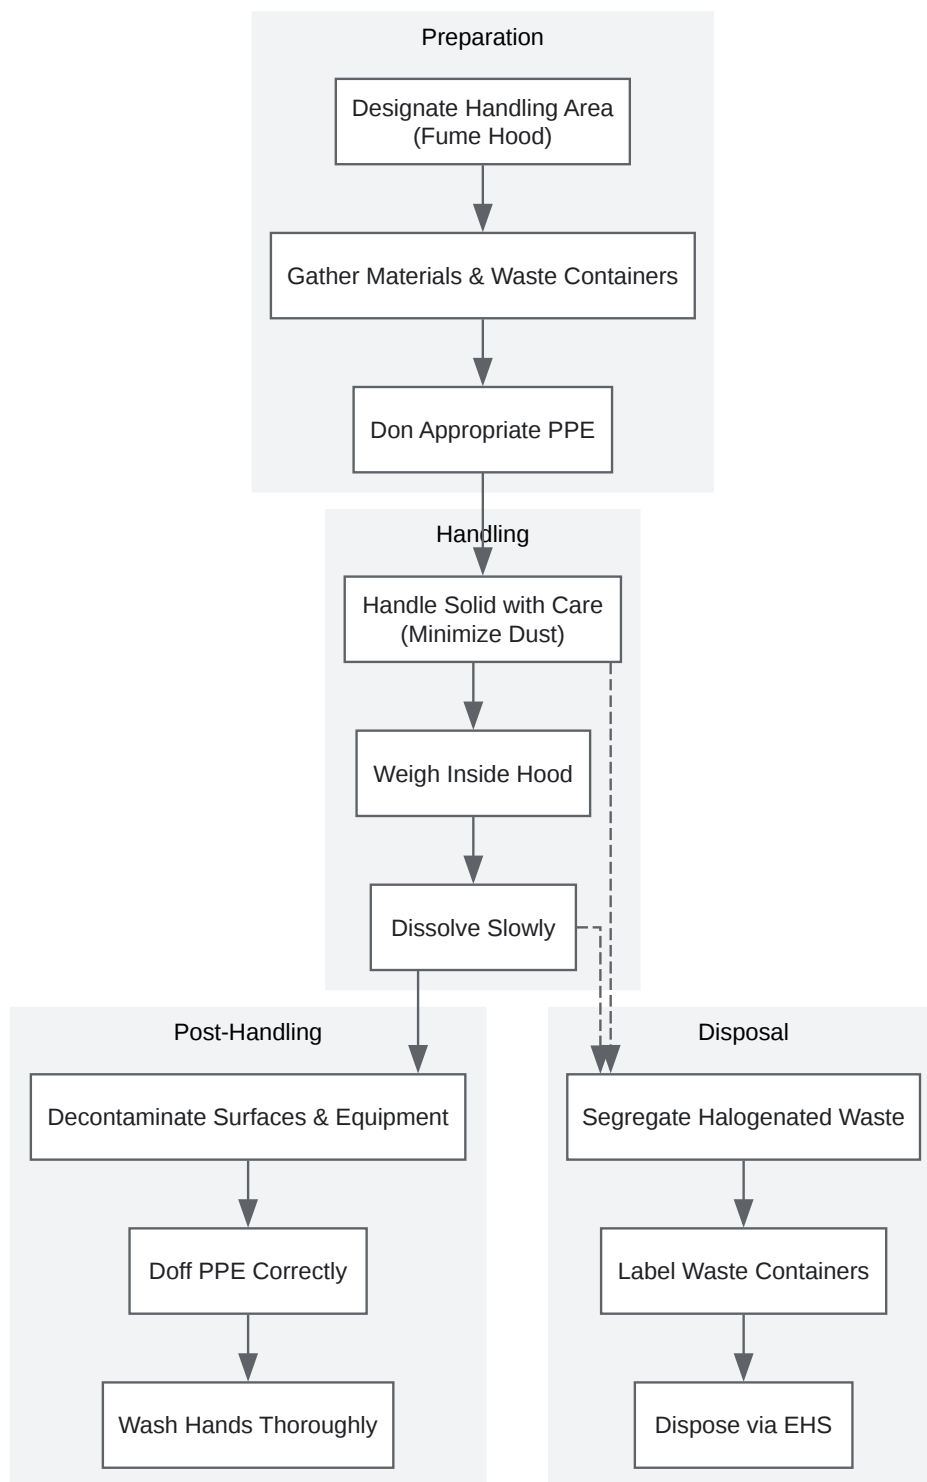 Preparation
Designate Handling Area
(Fume Hood)
Gather Materials & Waste Containers
Don Appropriate PPE
Handling
Handle Solid with Care
(Minimize Dust)
Weigh Inside Hood
Dissolve Slowly
Post-Handling
Decontaminate Surfaces & Equipment
Doff PPE Correctly
Wash Hands Thoroughly
Disposal
Segregate Halogenated Waste
Label Waste Containers
Dispose via EHS